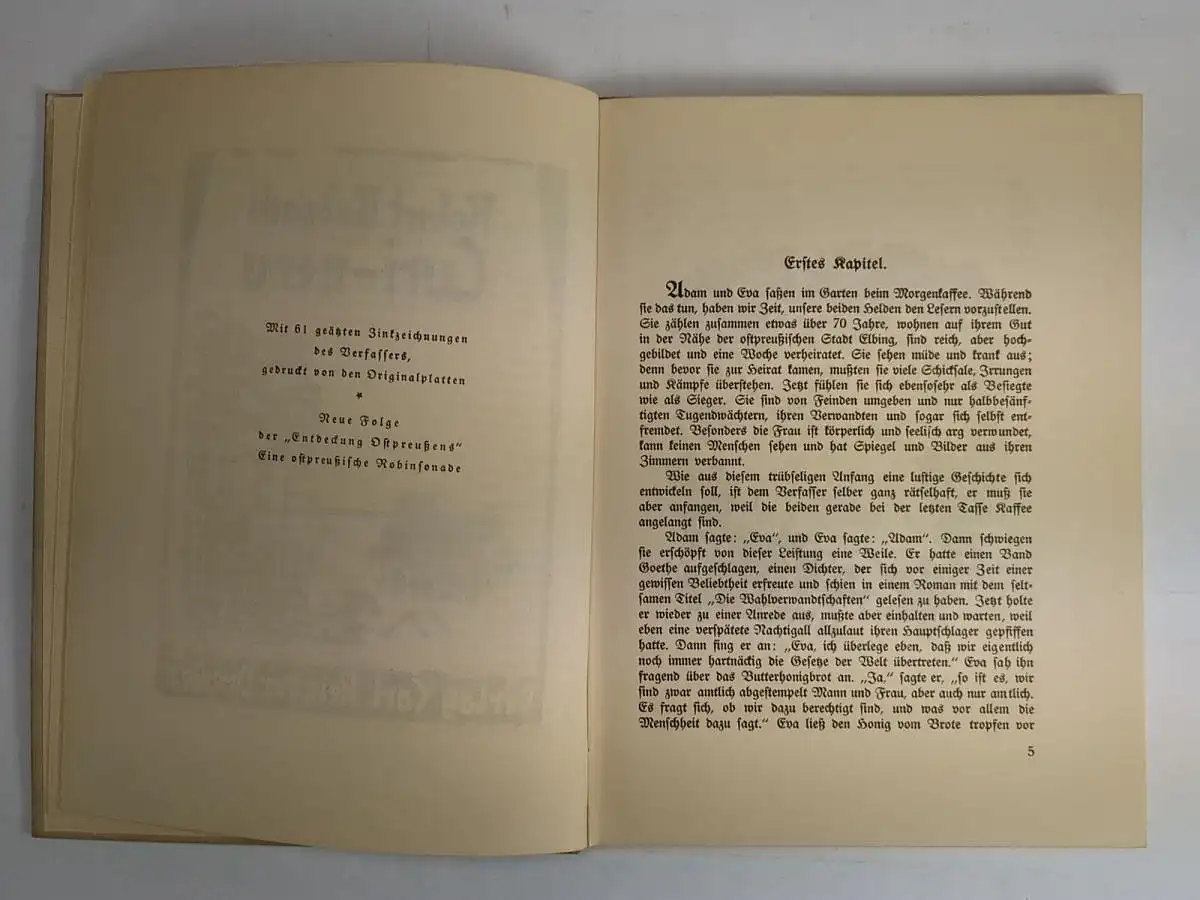 Mit 61 geätzten Zinkzeichnungen
des Verfassers,
gedruckt von den Originalplatten
*
Neue Folge
der „Entdeckung Ostpreußens“
Eine ostpreußische Robinsonade
Erstes Kapitel.
Adam und Eva saßen im Garten beim Morgenkaffee. Während
sie das tun, haben wir Zeit, unsere beiden Helden den Lesern vorzustellen.
Sie zählen zusammen etwas über 70 Jahre, wohnen auf ihrem Gut
in der Nähe der ostpreußischen Stadt Elbing, sind reich, aber hoch-
gebildet und eine Woche verheiratet. Sie sehen müde und krank aus;
denn bevor sie zur Heirat kamen, mußten sie viele Schicksale, Irrungen
und Kämpfe überstehen. Jetzt fühlen sie sich ebensosehr als Besiegte
wie als Sieger. Sie sind von Feinden umgeben und nur halbbesänf-
tigten Tugendwächtern, ihren Verwandten und sogar sich selbst ent-
fremdet. Besonders die Frau ist körperlich und seelisch arg verwundet,
kann keinen Menschen sehen und hat Spiegel und Bilder aus ihren
Zimmern verbannt.
Wie aus diesem trübseligen Anfang eine lustige Geschichte sich
entwickeln soll, ist dem Verfasser selber ganz rätselhaft, er muß sie
aber anfangen, weil die beiden gerade bei der letzten Tasse Kaffee
angelangt sind.
Adam sagte: „Eva“, und Eva sagte: „Adam“. Dann schwiegen
sie erschöpft von dieser Leistung eine Weile. Er hatte einen Band
Goethe aufgeschlagen, einen Dichter, der sich vor einiger Zeit einer
gewissen Beliebtheit erfreute und schien in einem Roman mit dem selt-
samen Titel „Die Wahlverwandtschaften“ gelesen zu haben. Jetzt holte
er wieder zu einer Anrede aus, mußte aber einhalten und warten, weil
eben eine verspätete Nachtigall allzulaut ihren Hauptschlager gepfiffen
hatte. Dann fing er an: „Eva, ich überlege eben, daß wir eigentlich
noch immer hartnäckig die Gesetze der Welt übertreten.“ Eva sah ihn
fragend über das Butterhonigbrot an. „Ja,“ sagte er, „so ist es, wir
sind zwar amtlich abgestempelt Mann und Frau, aber auch nur amtlich.
Es fragt sich, ob wir dazu berechtigt sind, und was vor allem die
Menschheit dazu sagt.“ Eva ließ den Honig vom Brote tropfen vor
5